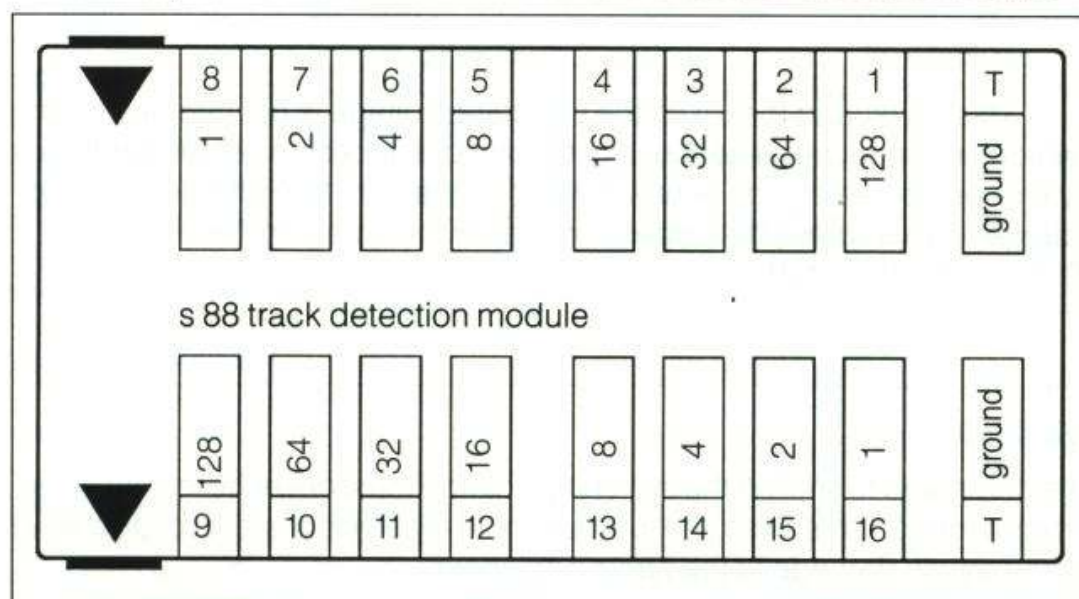 8 7 6 5 4 3 2 1 T
1 2 4 8 16 32 64 128 ground
s 88 track detection module
128 64 32 16 8 4 2 1 ground
9 10 11 12 13 14 15 16 T